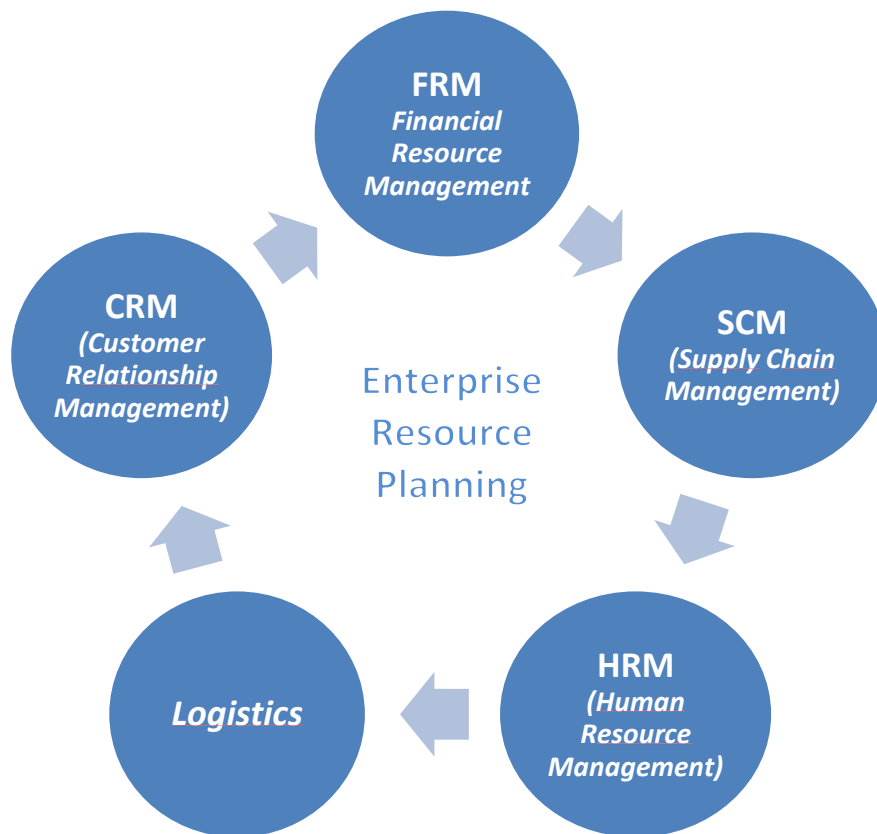 FRM
Financial
Resource
Management
CRM
(Customer
Relationship
Management)
SCM
(Supply Chain
Management)
Enterprise
Resource
Planning
Logistics
HRM
(Human
Resource
Management)